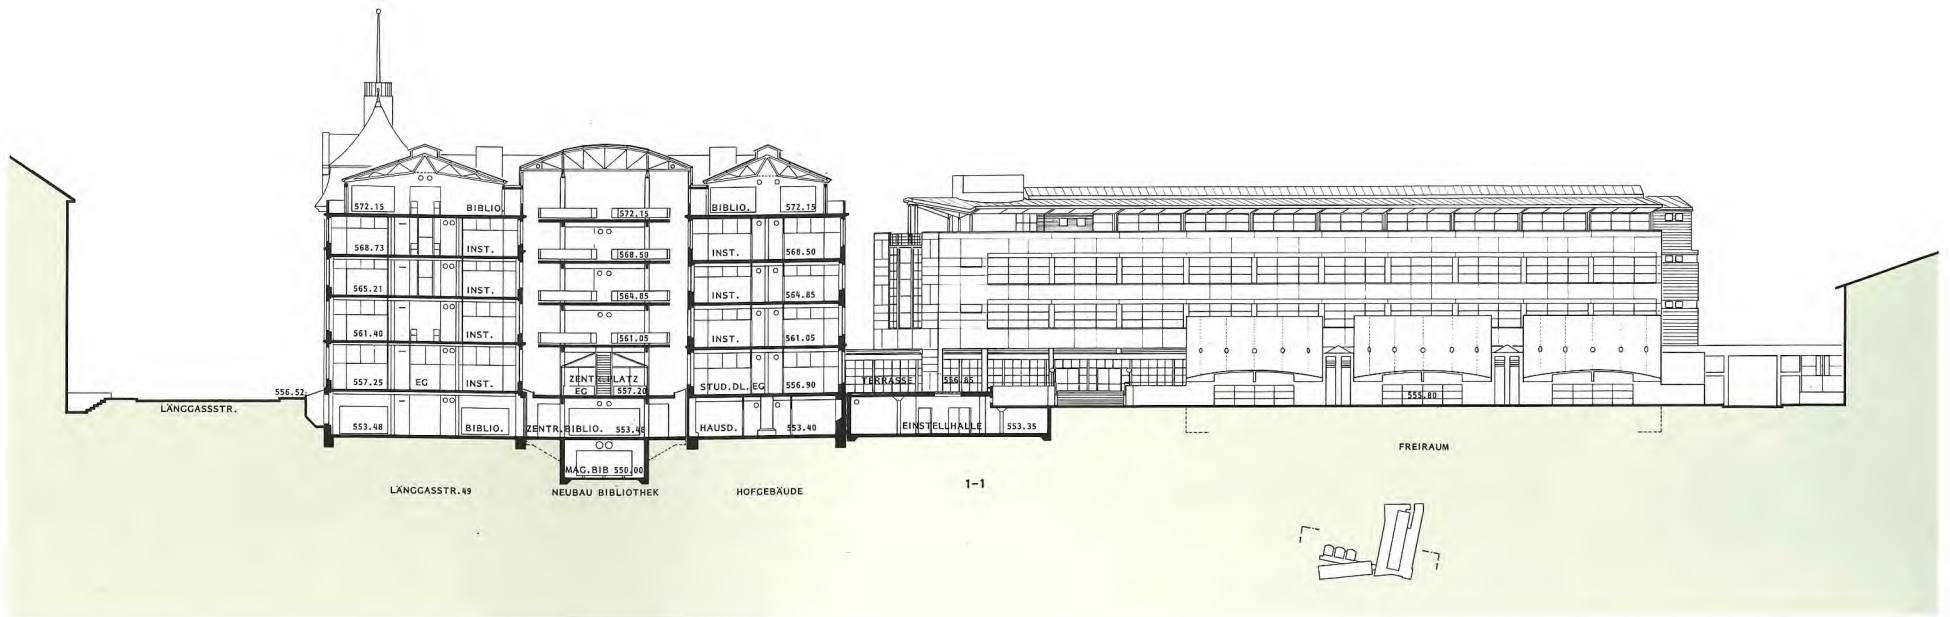 572.15 BIBLIO. 572.15 BIBLIO. 572.15
568.73 INST. 568.50 INST. 568.50
565.21 INST. 564.85 INST. 564.85
561.40 INST. 561.05 INST. 561.05
ZENTR.PLATZ TERRASSE 556.85
557.25 EG INST. EG 557.20 STUD.DL.EG 556.90
556.52 555.80
LÄNGGASSSTR.
553.48 BIBLIO. ZENTR.BIBLIO. 553.48 HAUSD. 553.40 EINSTELLHALLE 553.35
FREIRAUM
MAG.BIB 550.00
LÄNGGASSTR.49 NEUBAU BIBLIOTHEK HOFGEBÄUDE 1-1
1
1